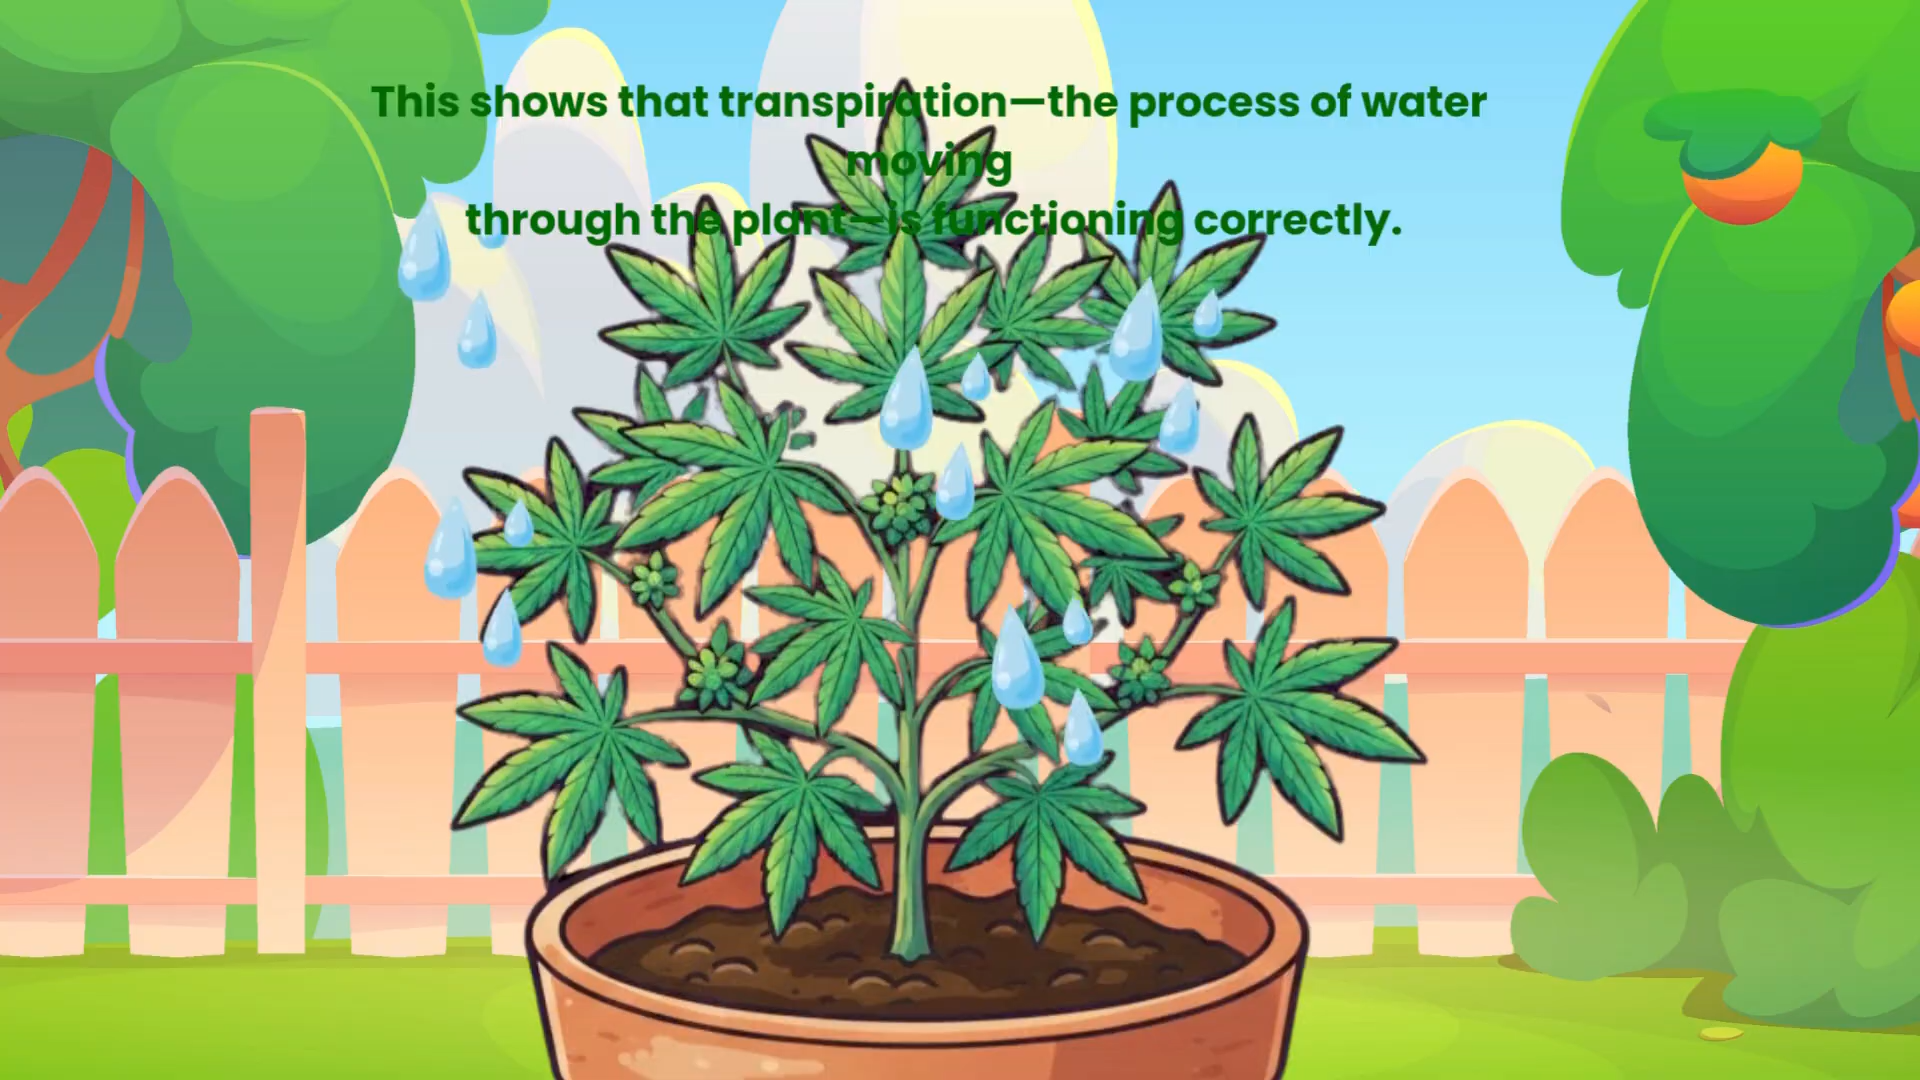 This shows that transpiration—the process of water
moving
through the plant—is functioning correctly.